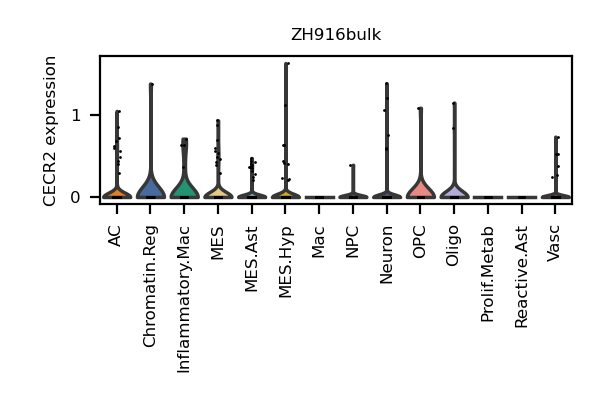 ZH916bulk
CECR2 expression
1
0
AC
Chromatin.Reg
Inflammatory.Mac
MES
MES.Ast
MES.Hyp
Mac
NPC
Neuron
OPC
Oligo
Prolif.Metab
Reactive.Ast
Vasc